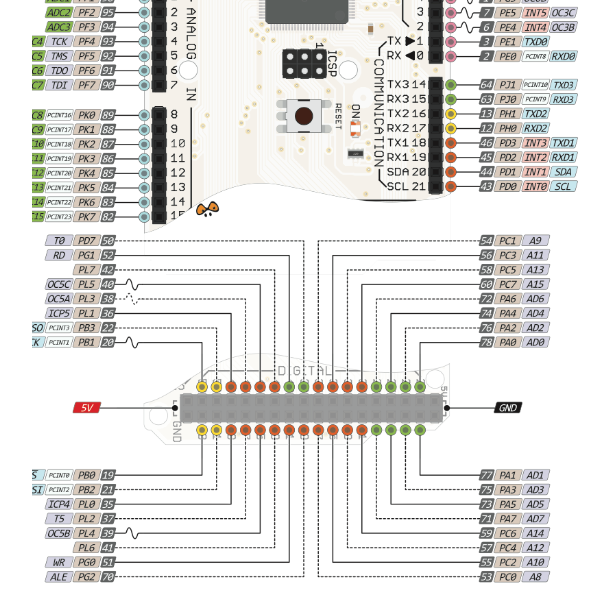 ADC2 PF2 95 2 7 PE5 INT5 OC3C
ADC3 PF3 94 3 6 PE4 INT4 OC3B
C4 TCK PF4 93 4 TX 1 3 PE1 TXD0
C5 TMS PF5 92 5 RX 0 2 PE0 PCINT8 RXD0
C6 TDO PF6 91 6
C7 TDI PF7 90 7 TX3 14 64 PJ1 PCINT10 TXD3
ANALOG IN
1
ICSP
COMMUNICATION
RESET
ON
RX3 15 63 PJ0 PCINT9 RXD3
C8 PCINT16 PK0 89 8 TX2 16 13 PH1 TXD2
C9 PCINT17 PK1 88 9 RX2 17 12 PH0 RXD2
C10 PCINT18 PK2 87 10 TX1 18 46 PD3 INT3 TXD1
C11 PCINT19 PK3 86 11 RX1 19 45 PD2 INT2 RXD1
C12 PCINT20 PK4 85 12 SDA 20 44 PD1 INT1 SDA
C13 PCINT21 PK5 84 13 SCL 21 43 PD0 INT0 SCL
C14 PCINT22 PK6 83 14
C15 PCINT23 PK7 82 15
T0 PD7 50 54 PC1 A9
RD PG1 52 56 PC3 A11
PL7 42 58 PC5 A13
OC5C PL5 40 60 PC7 A15
OC5A PL3 38 72 PA6 AD6
ICP5 PL1 36 74 PA4 AD4
SO PCINT3 PB3 22 76 PA2 AD2
CK PCINT1 PB1 20 78 PA0 AD0
DIGITAL
5V GND
GND
S PCINT0 PB0 19 77 PA1 AD1
SI PCINT2 PB2 21 75 PA3 AD3
ICP4 PL0 35 73 PA5 AD5
T5 PL2 37 71 PA7 AD7
OC5B PL4 39 59 PC6 A14
PL6 41 57 PC4 A12
WR PG0 51 55 PC2 A10
ALE PG2 70 53 PC0 A8